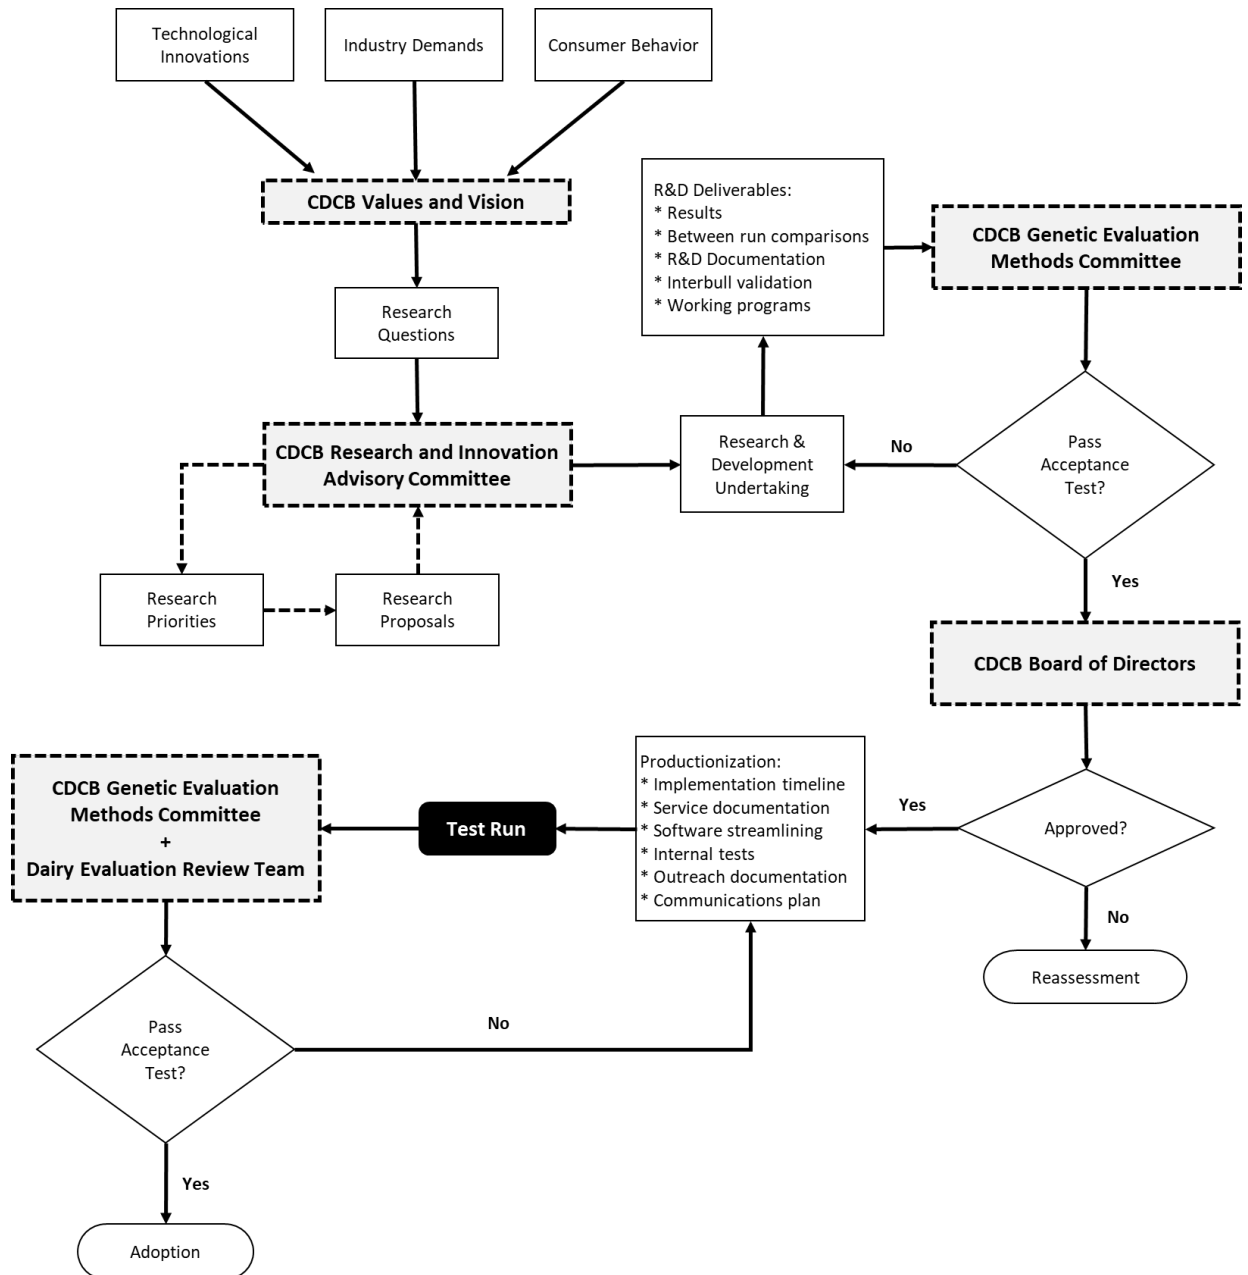 Technological
Innovations
Industry Demands
Consumer Behavior
CDCB Values and Vision
Research
Questions
CDCB Research and Innovation
Advisory Committee
Research
Priorities
Research
Proposals
Research &
Development
Undertaking
R&D Deliverables:
* Results
* Between run comparisons
* R&D Documentation
* Interbull validation
* Working programs
CDCB Genetic Evaluation
Methods Committee
Pass
Acceptance
Test?
No
Yes
CDCB Board of Directors
Approved?
No
Reassessment
Yes
Productionization:
* Implementation timeline
* Service documentation
* Software streamlining
* Internal tests
* Outreach documentation
* Communications plan
Test Run
CDCB Genetic Evaluation
Methods Committee
+
Dairy Evaluation Review Team
Pass
Acceptance
Test?
No
Yes
Adoption